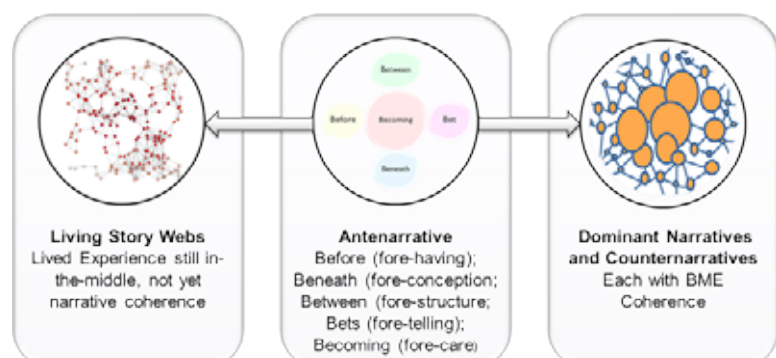 Living Story Webs
Lived Experience still in-
the-middle, not yet
narrative coherence
Between
Before
Becoming
Bet
Beneath
Antenarrative
Before (fore-having);
Beneath (fore-conception;
Between (fore-structure;
Bets (fore-telling);
Becoming (fore-care)
Dominant Narratives
and Counternarratives
Each with BME
Coherence